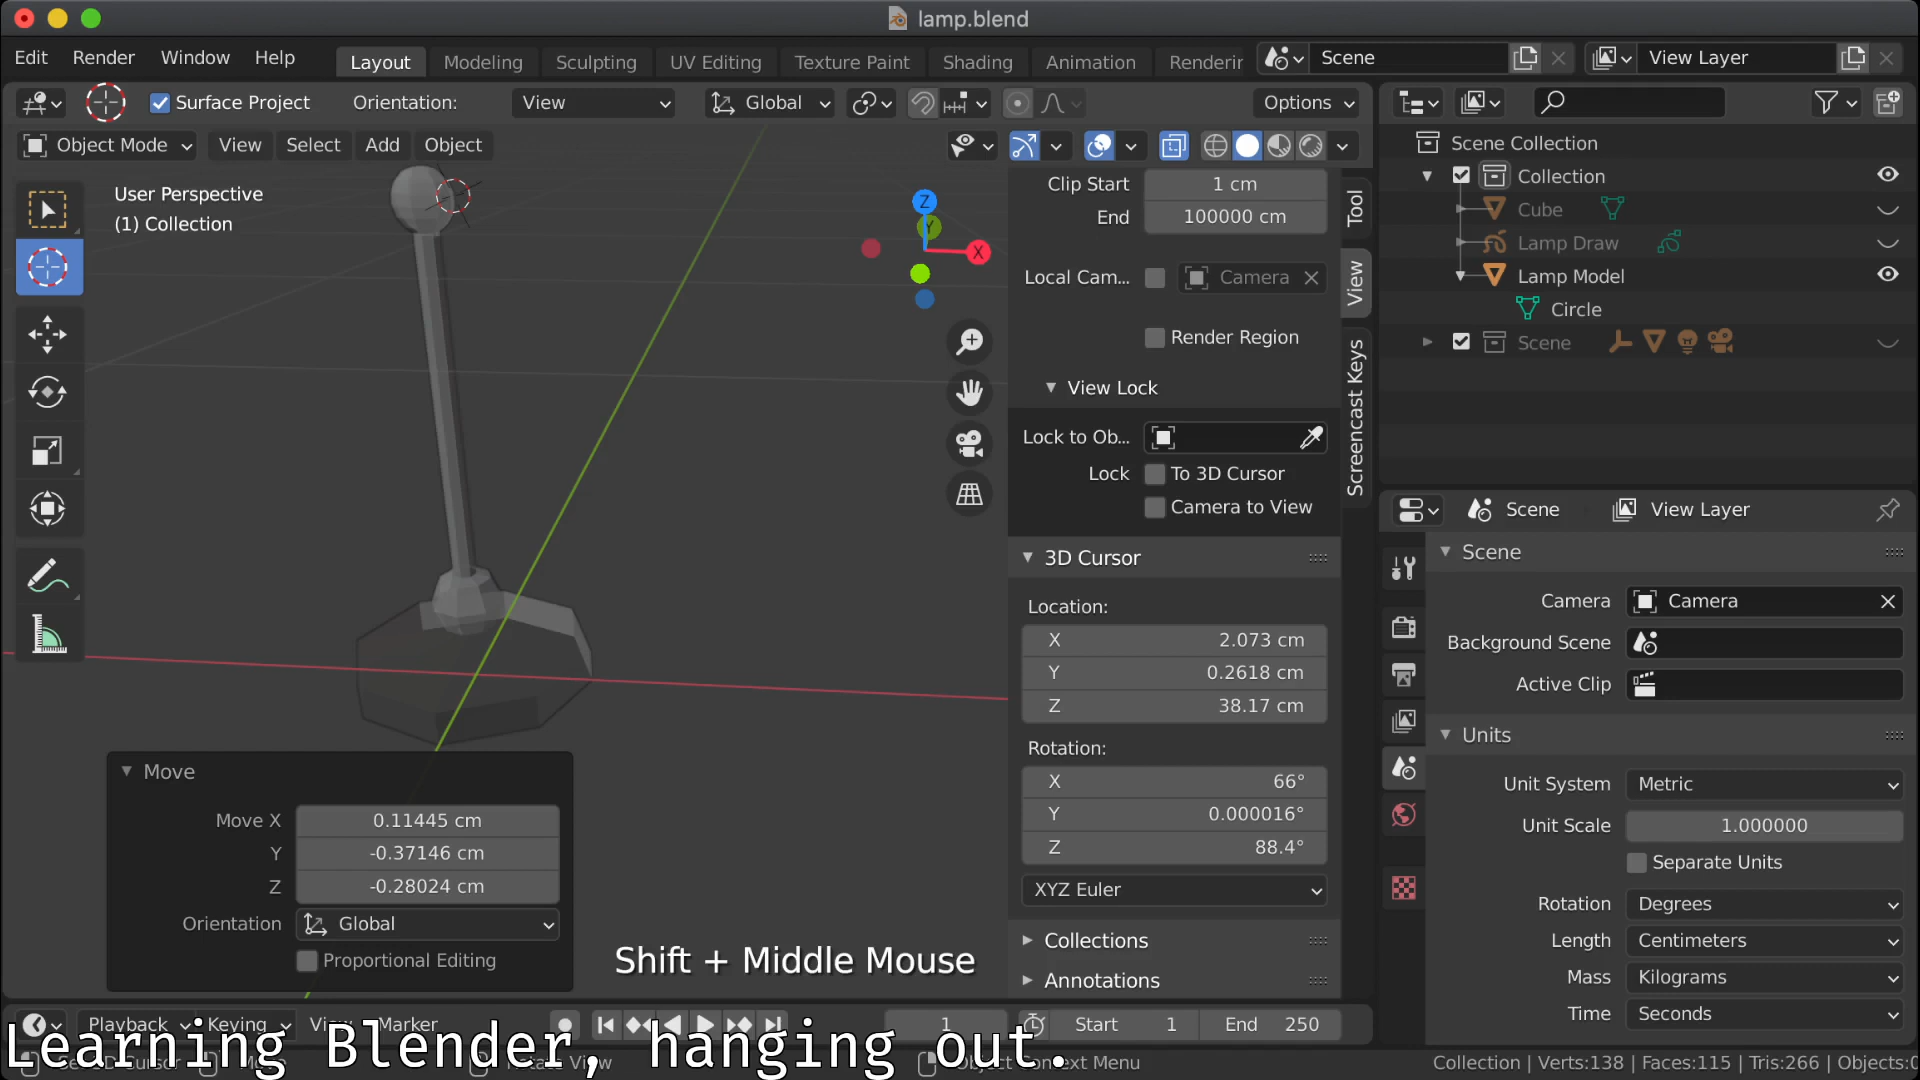 lamp.blend
Edit Render Window Help
Layout Modeling Sculpting UV Editing Texture Paint Shading Animation Renderin
Scene
View Layer
Surface Project Orientation: View Global Options
Object Mode View Select Add Object
User Perspective
(1) Collection
Z
Y
X
Clip Start 1 cm
End 100000 cm
Local Cam... Camera
Render Region
View Lock
Lock to Ob...
Lock To 3D Cursor
Camera to View
3D Cursor
Location:
X 2.073 cm
Y 0.2618 cm
Z 38.17 cm
Rotation:
X 66°
Y 0.000016°
Z 88.4°
XYZ Euler
Collections
Annotations
Tool
View
Screencast Keys
Scene Collection
Collection
Cube
Lamp Draw
Lamp Model
Circle
Scene
Scene View Layer
Scene
Camera Camera
Background Scene
Active Clip
Units
Unit System Metric
Unit Scale 1.000000
Separate Units
Rotation Degrees
Length Centimeters
Mass Kilograms
Time Seconds
Move
Move X 0.11445 cm
Y -0.37146 cm
Z -0.28024 cm
Orientation Global
Proportional Editing
Shift + Middle Mouse
Playback Keying View Marker 1 Start 1 End 250
Learning Blender, hanging out.
Context Menu
Collection | Verts:138 | Faces:115 | Tris:266 | Objects:0